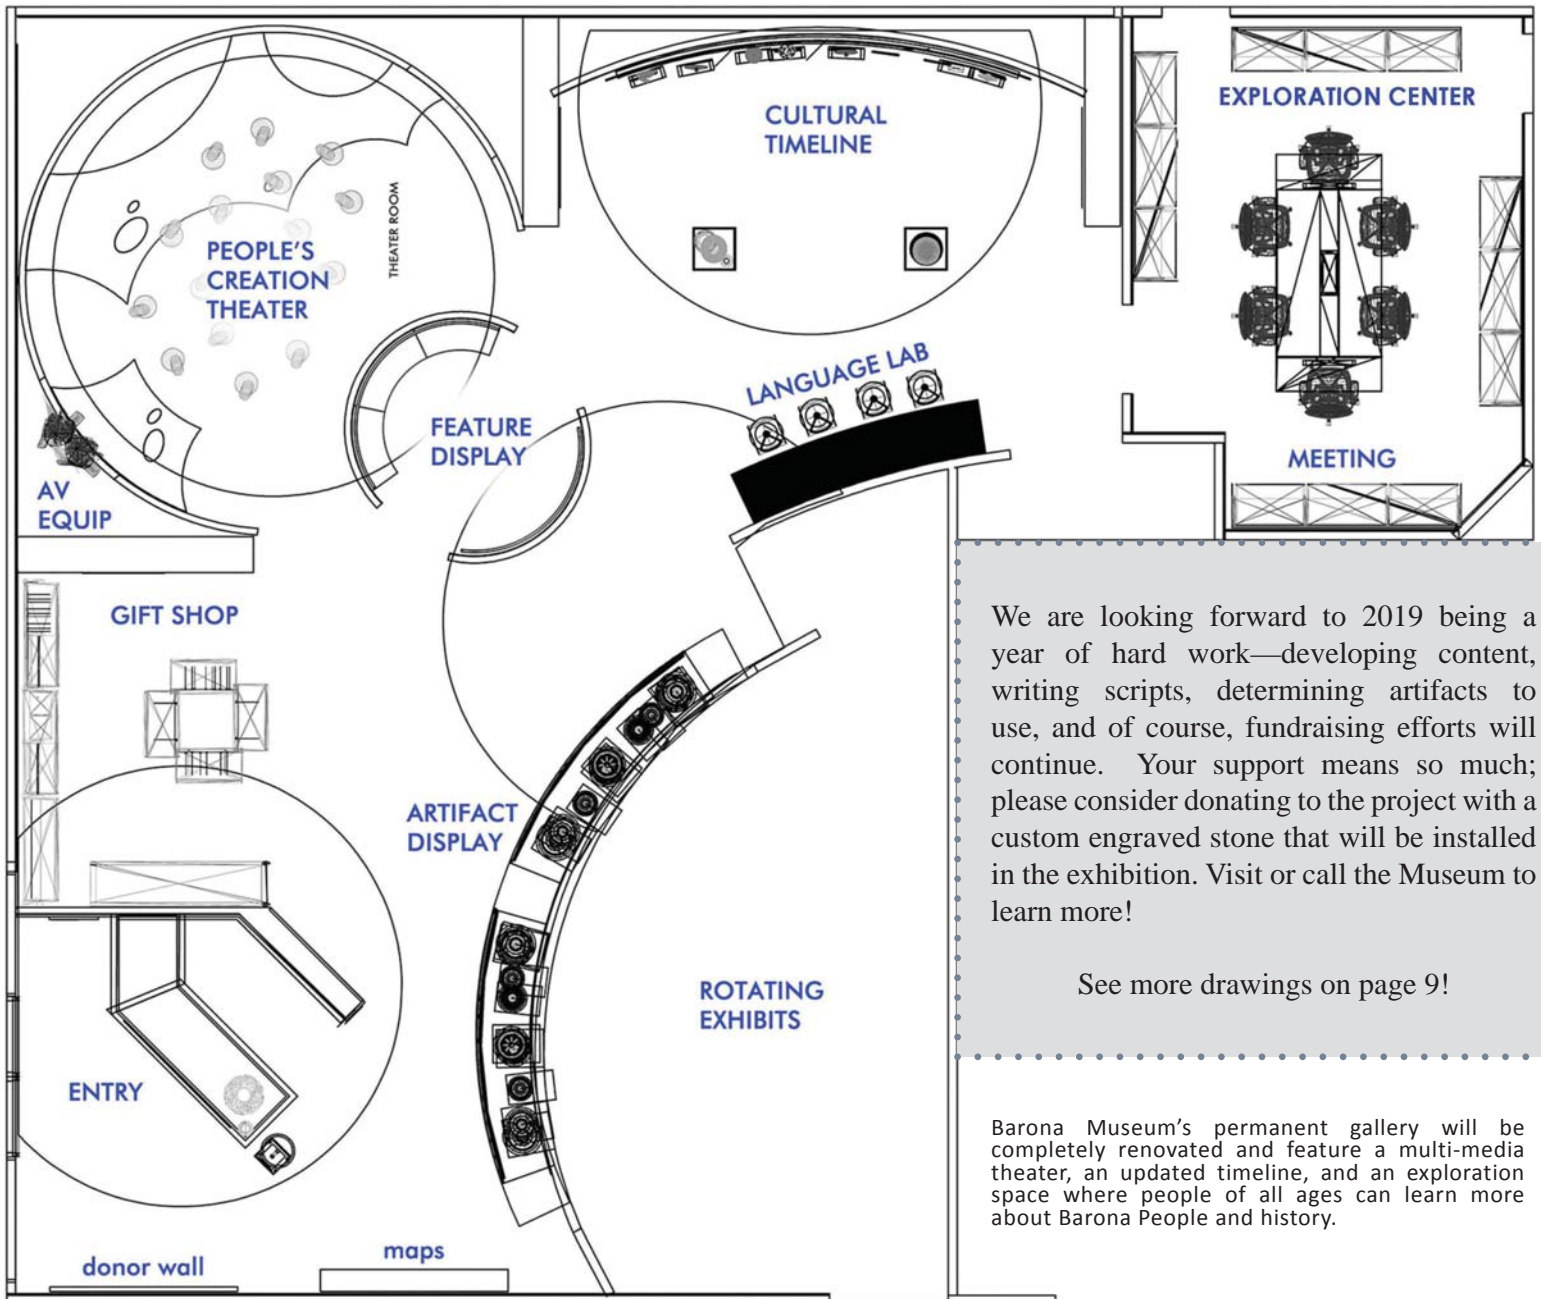 EXPLORATION CENTER
CULTURAL
TIMELINE
THEATER ROOM
PEOPLE'S
CREATION
THEATER
LANGUAGE LAB
FEATURE
DISPLAY
MEETING
AV
EQUIP
GIFT SHOP
ARTIFACT
DISPLAY
ROTATING
EXHIBITS
ENTRY
donor wall
maps
We are looking forward to 2019 being a
year of hard work—developing content,
writing scripts, determining artifacts to
use, and of course, fundraising efforts will
continue. Your support means so much;
please consider donating to the project with a
custom engraved stone that will be installed
in the exhibition. Visit or call the Museum to
learn more!
See more drawings on page 9!
Barona Museum’s permanent gallery will be
completely renovated and feature a multi-media
theater, an updated timeline, and an exploration
space where people of all ages can learn more
about Barona People and history.